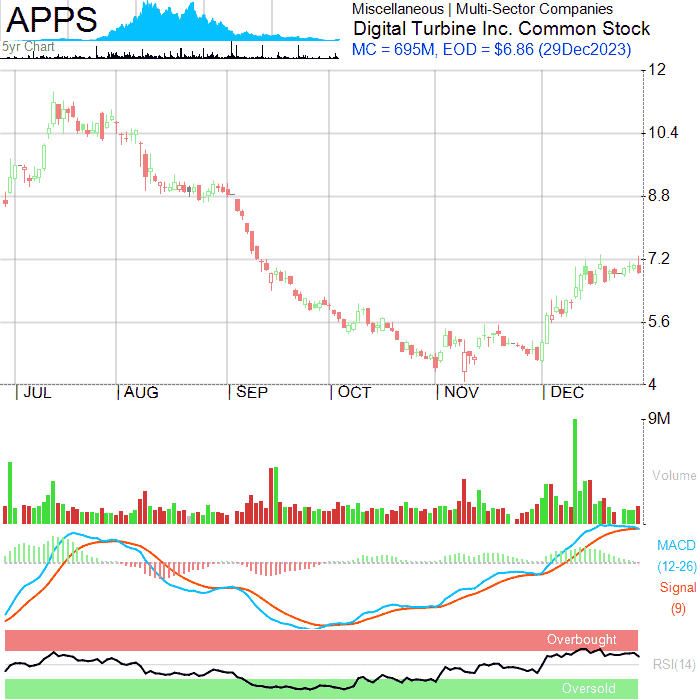 APPS
5yr Chart
Miscellaneous | Multi-Sector Companies
Digital Turbine Inc. Common Stock
MC = 695M, EOD = $6.86 (29Dec2023)
12
10.4
8.8
7.2
5.6
4
JUL AUG SEP OCT NOV DEC
9M
Volume
MACD
(12-26)
Signal
(9)
Overbought
RSI(14)
Oversold